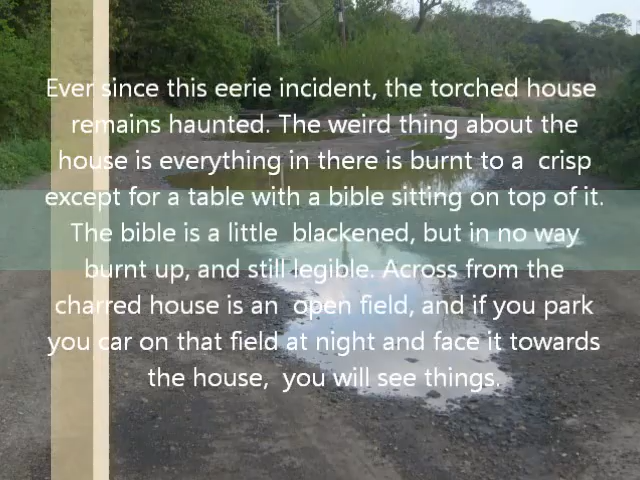 Ever since this eerie incident, the torched house
remains haunted. The weird thing about the
house is everything in there is burnt to a  crisp
except for a table with a bible sitting on top of it.
The bible is a little  blackened, but in no way
burnt up, and still legible. Across from the
charred house is an  open field, and if you park
you car on that field at night and face it towards
the house,  you will see things.